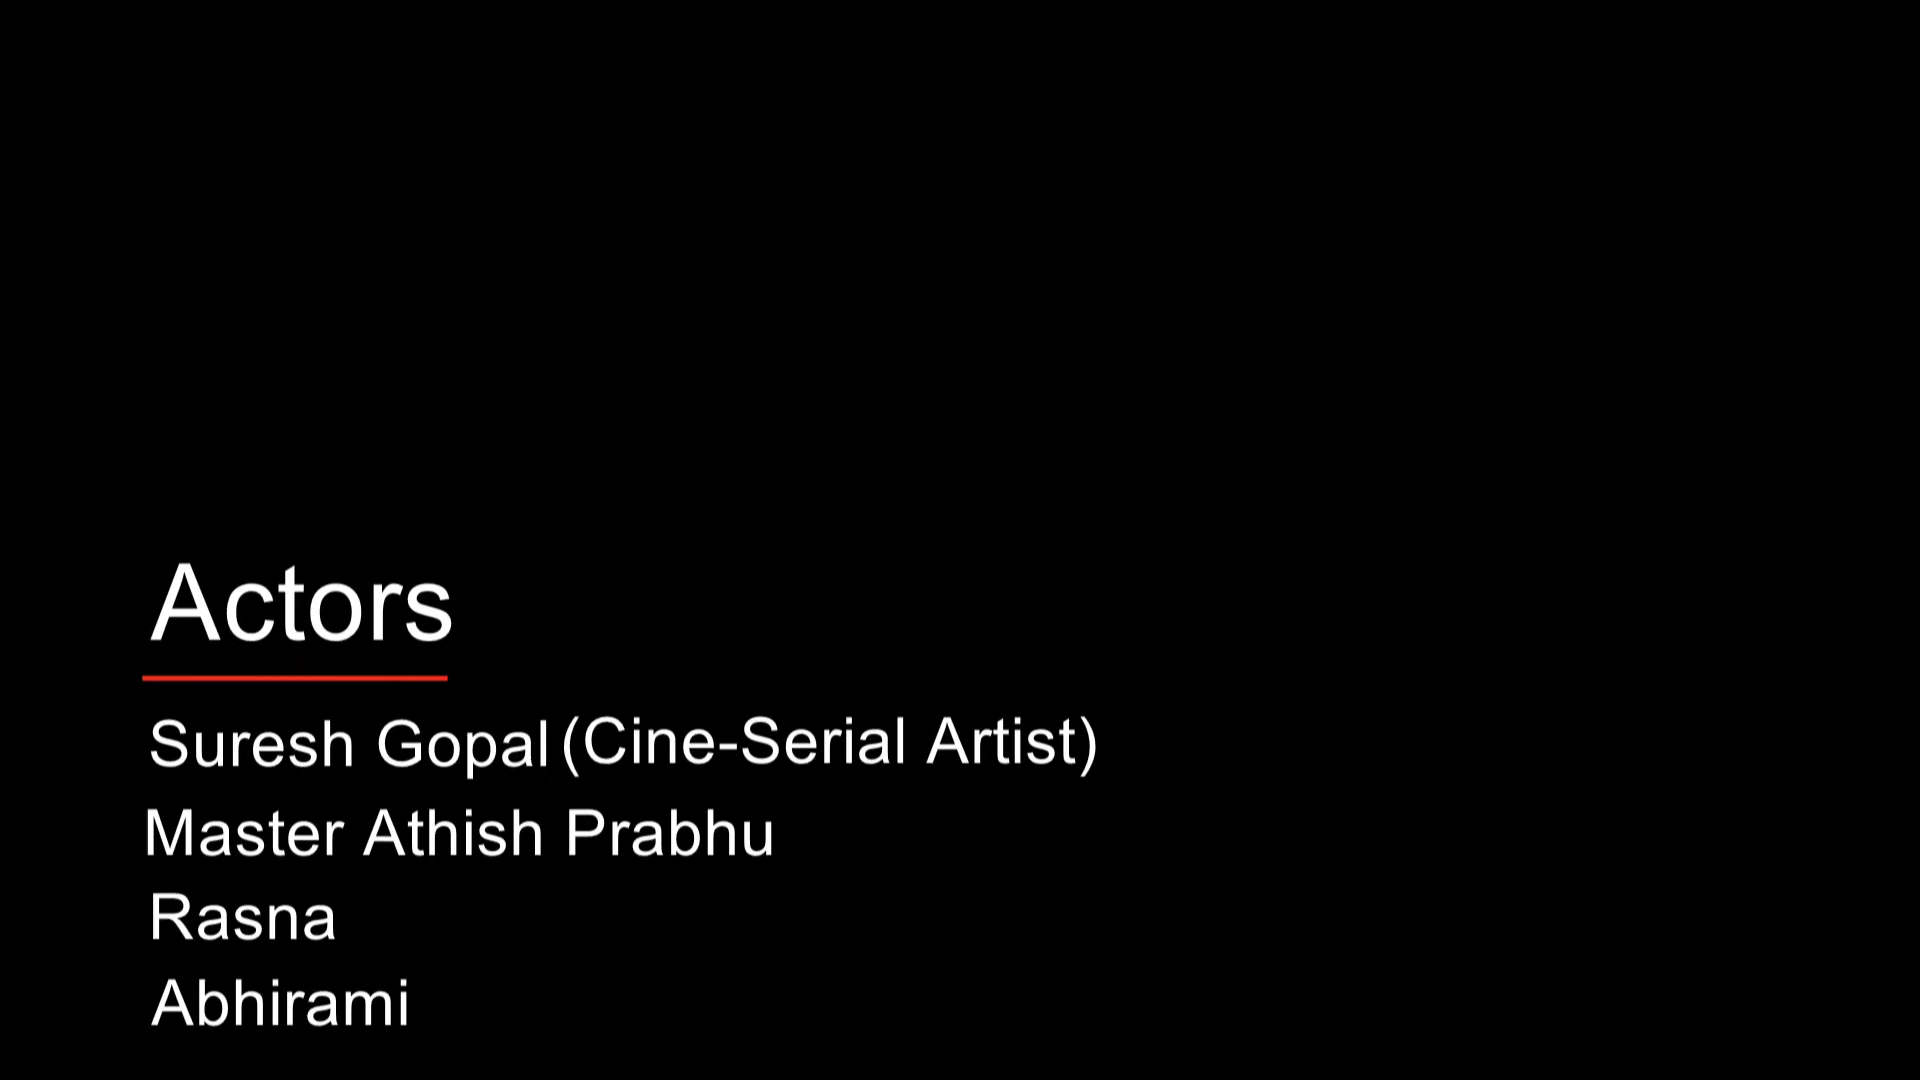 Actors
Suresh Gopal (Cine-Serial Artist)
Master Athish Prabhu
Rasna
Abhirami